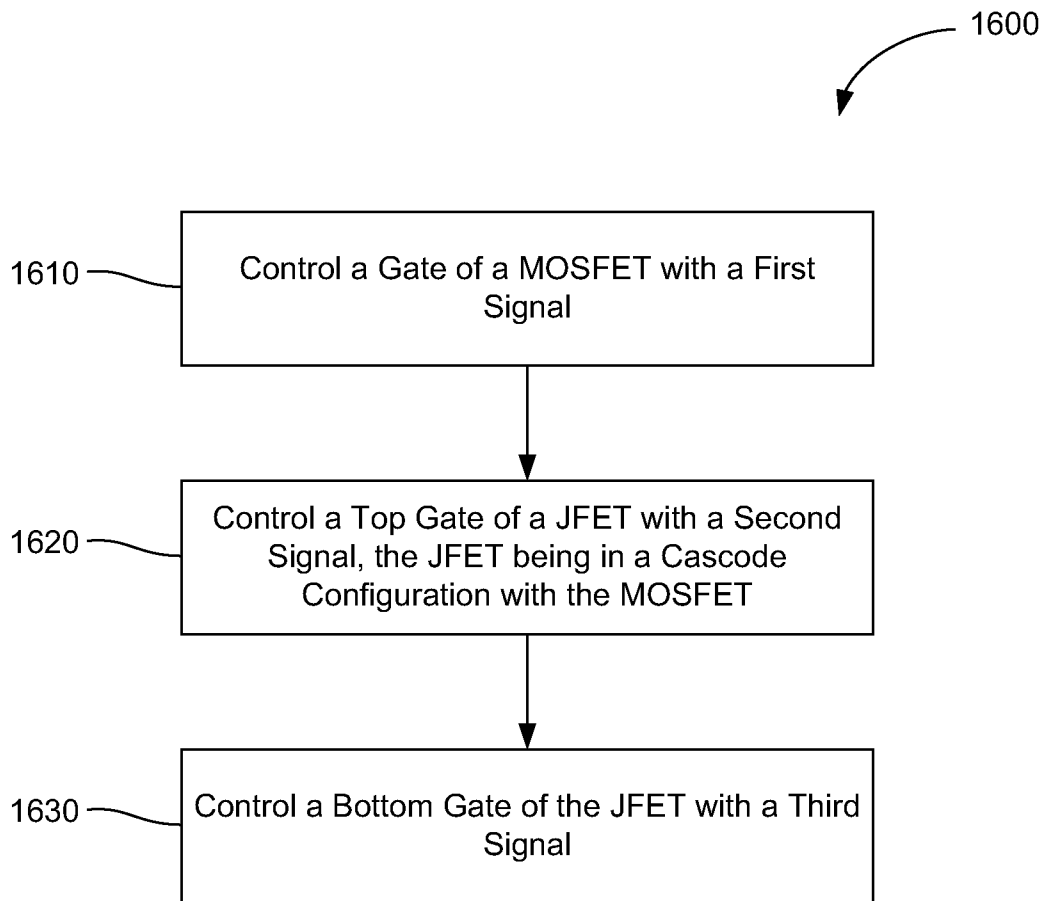 1600
1610
Control a Gate of a MOSFET with a First
Signal
1620
Control a Top Gate of a JFET with a Second
Signal, the JFET being in a Cascode
Configuration with the MOSFET
1630
Control a Bottom Gate of the JFET with a Third
Signal